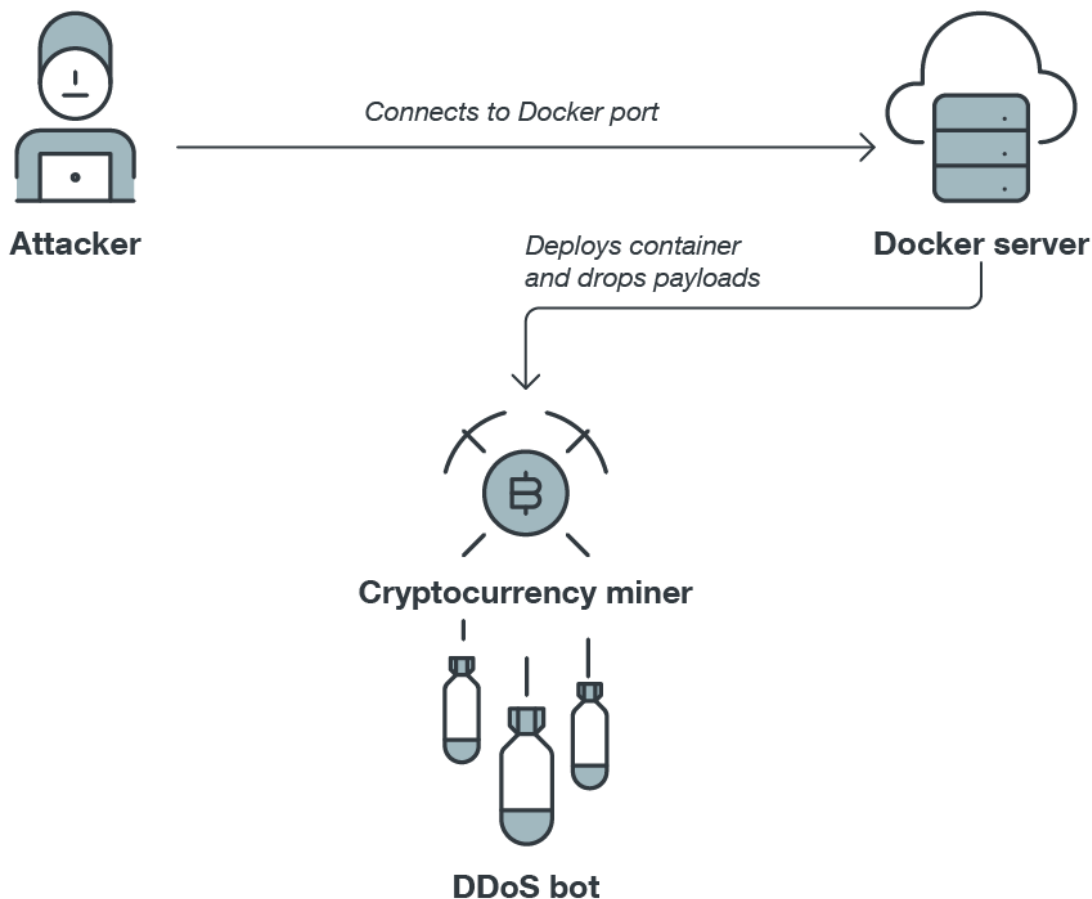 Connects to Docker port
Attacker
Docker server
Deploys container
and drops payloads
Cryptocurrency miner
DDoS bot